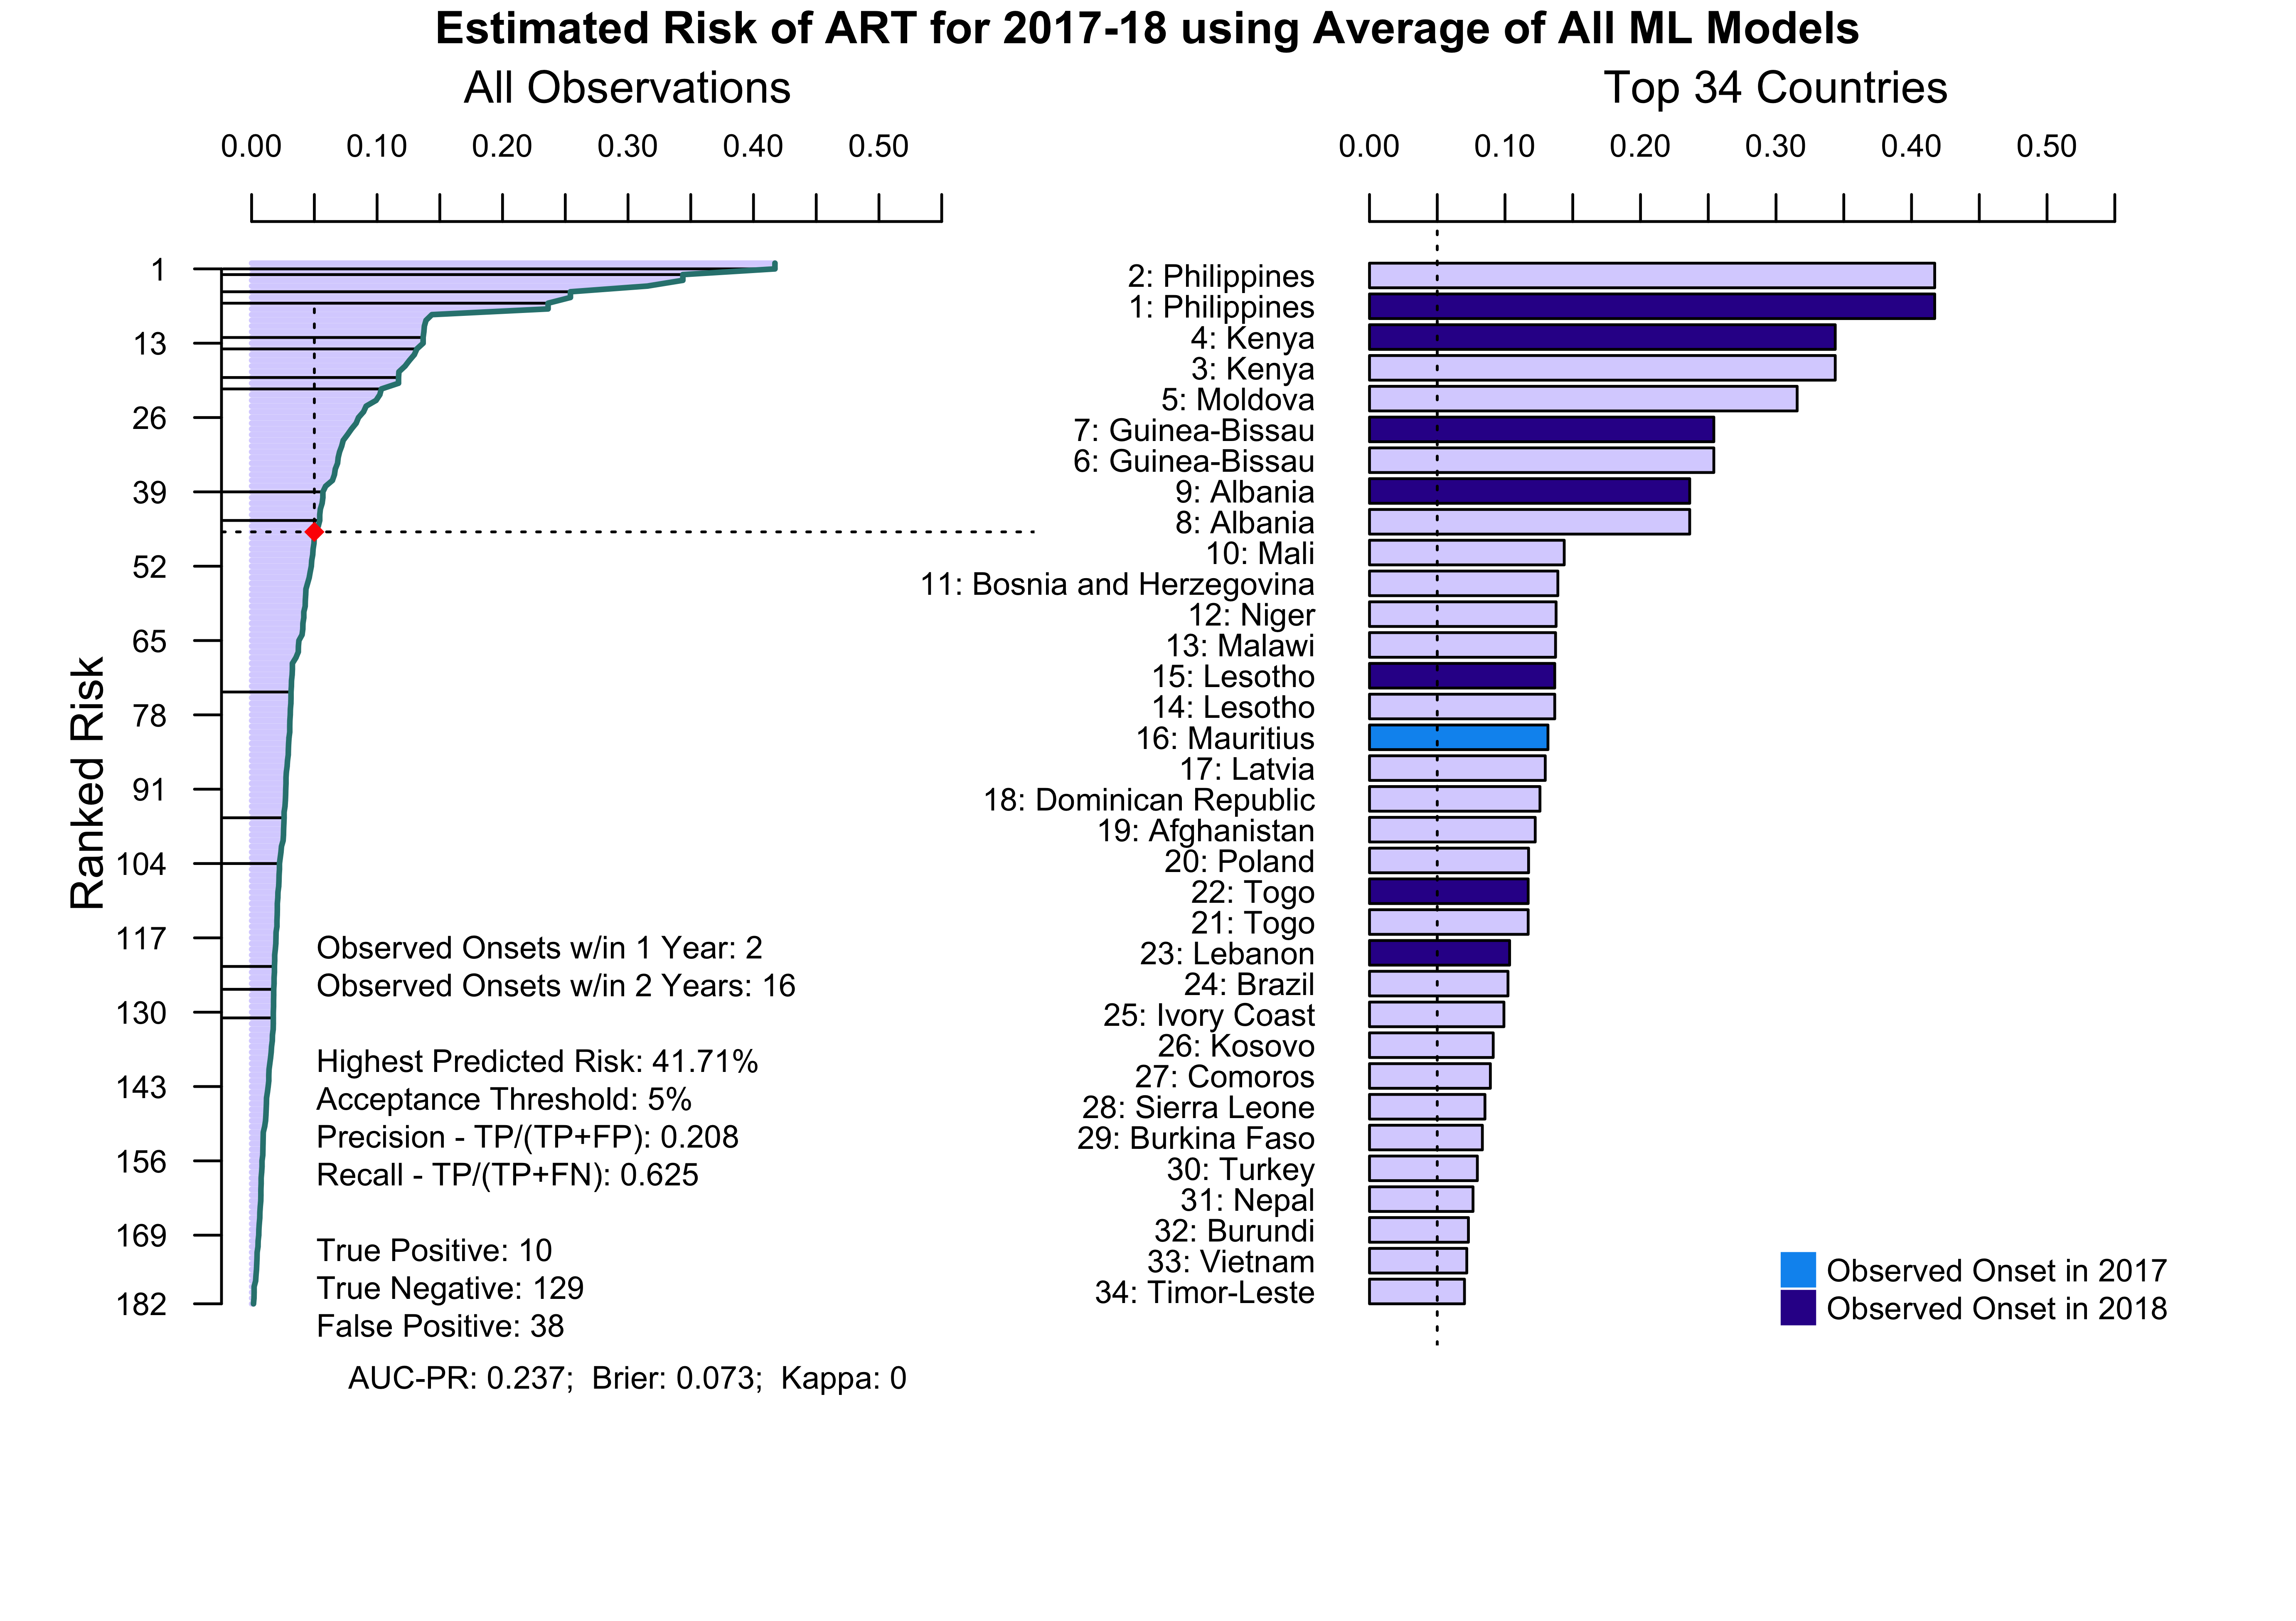 Estimated Risk of ART for 2017-18 using Average of All ML Models
All Observations
0.00 0.10 0.20 0.30 0.40 0.50
Ranked Risk
1
13
26
39
52
65
78
91
104
117
130
143
156
169
182
Observed Onsets w/in 1 Year: 2
Observed Onsets w/in 2 Years: 16
Highest Predicted Risk: 41.71%
Acceptance Threshold: 5%
Precision - TP/(TP+FP): 0.208
Recall - TP/(TP+FN): 0.625
True Positive: 10
True Negative: 129
False Positive: 38
AUC-PR: 0.237; Brier: 0.073; Kappa: 0
Top 34 Countries
0.00 0.10 0.20 0.30 0.40 0.50
2: Philippines
1: Philippines
4: Kenya
3: Kenya
5: Moldova
7: Guinea-Bissau
6: Guinea-Bissau
9: Albania
8: Albania
10: Mali
11: Bosnia and Herzegovina
12: Niger
13: Malawi
15: Lesotho
14: Lesotho
16: Mauritius
17: Latvia
18: Dominican Republic
19: Afghanistan
20: Poland
22: Togo
21: Togo
23: Lebanon
24: Brazil
25: Ivory Coast
26: Kosovo
27: Comoros
28: Sierra Leone
29: Burkina Faso
30: Turkey
31: Nepal
32: Burundi
33: Vietnam
34: Timor-Leste
Observed Onset in 2017
Observed Onset in 2018